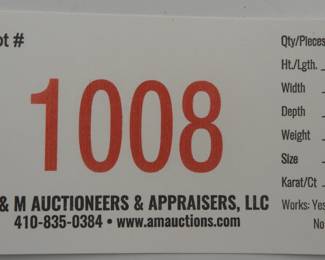 ot #
1008
& M AUCTIONEERS & APPRAISERS, LLC
410-835-0384 • www.amauctions.com
Qty/Pieces
Ht./Lgth.
Width
Depth
Weight
Size
Karat/Ct
Works: Yes
No